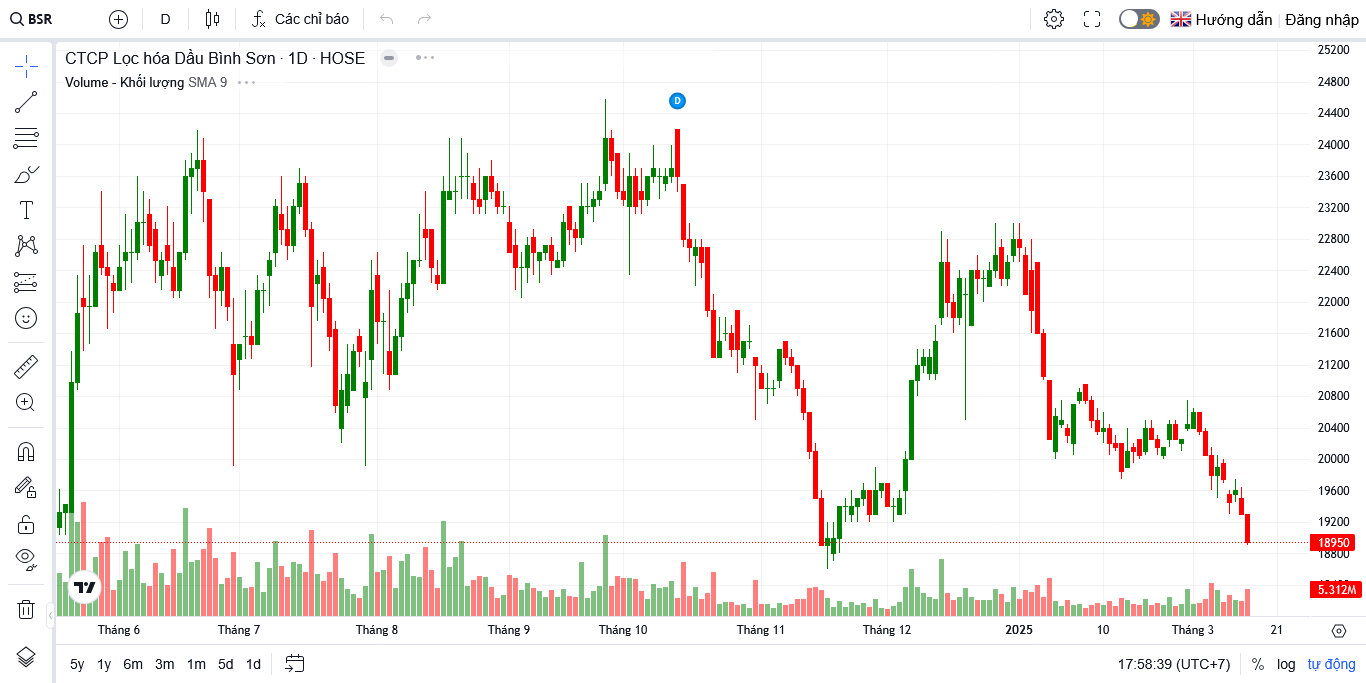 BSR D Các chỉ báo Hướng dẫn Đăng nhập
CTCP Lọc hóa Dầu Bình Sơn · 1D · HOSE
Volume - Khối lượng SMA 9
D
25200
24800
24400
24000
23600
23200
22800
22400
22000
21600
21200
20800
20400
20000
19600
19200
18950
18800
5.312M
Tháng 6 Tháng 7 Tháng 8 Tháng 9 Tháng 10 Tháng 11 Tháng 12 2025 10 Tháng 3 21
5y 1y 6m 3m 1m 5d 1d 17:58:39 (UTC+7) % log tự động